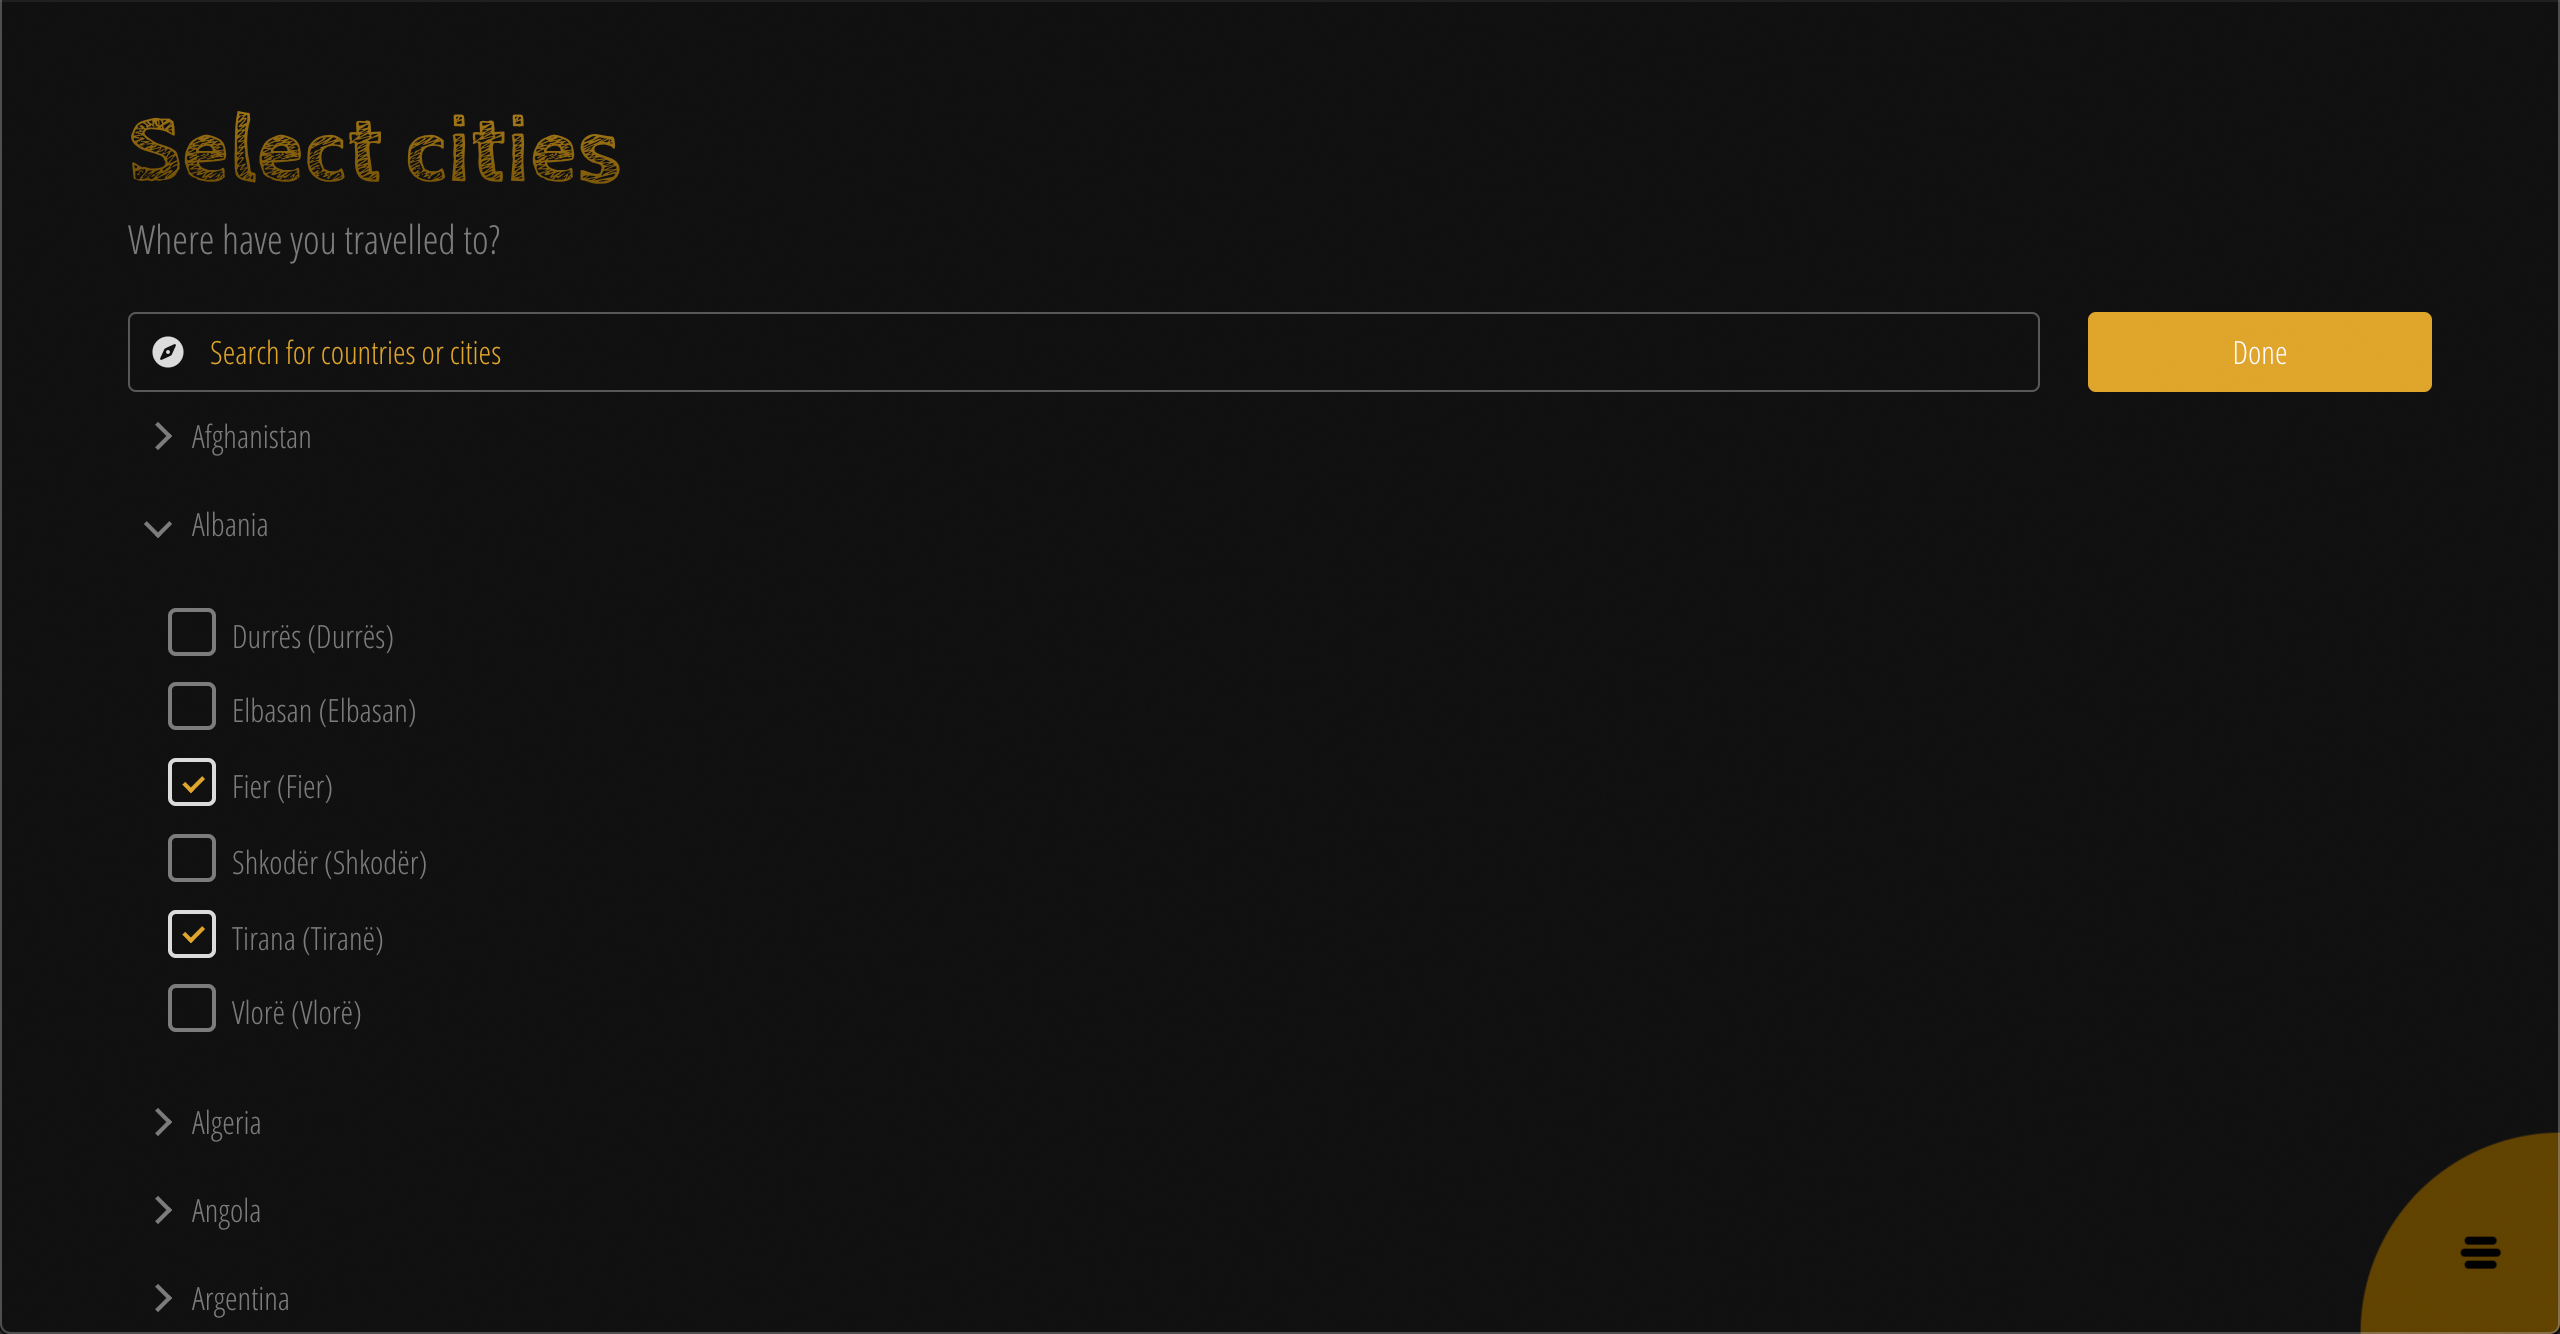 Select cities
Where have you travelled to?
Search for countries or cities
Done
Afghanistan
Albania
Durrës (Durrës)
Elbasan (Elbasan)
Fier (Fier)
Shkodër (Shkodër)
Tirana (Tiranë)
Vlorë (Vlorë)
Algeria
Angola
Argentina